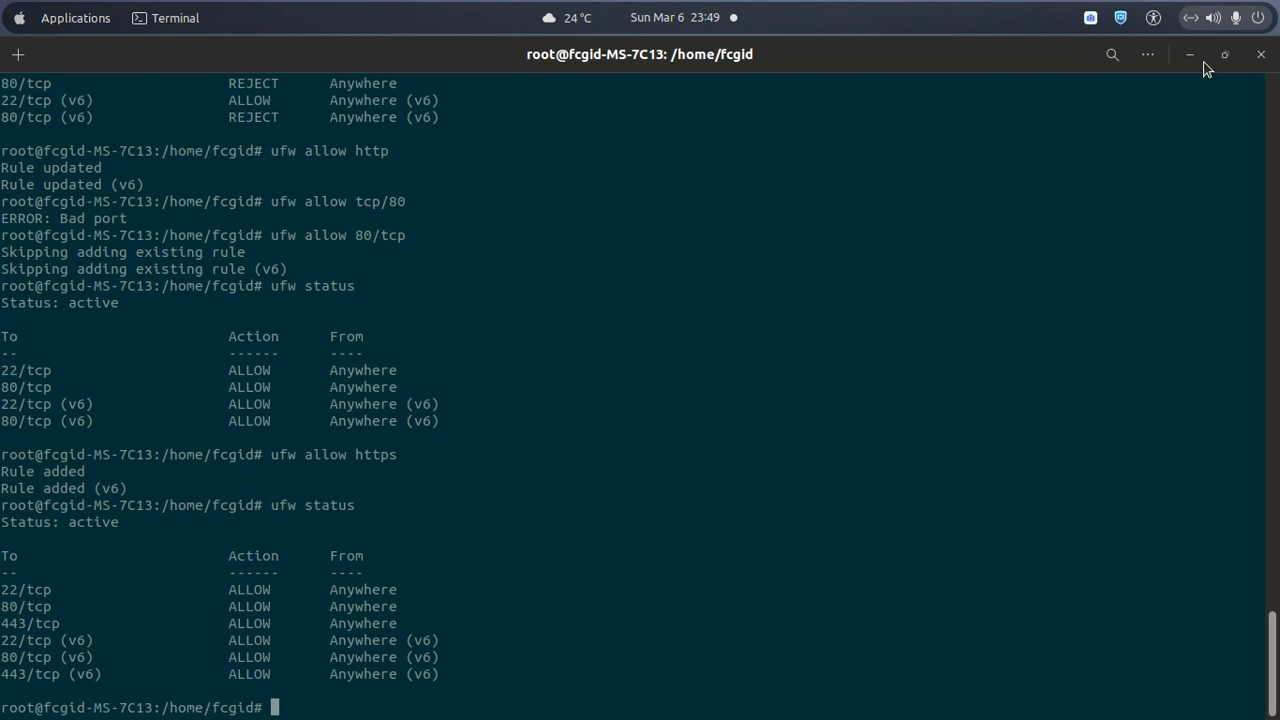 Applications Terminal 24 °C Sun Mar 6 23:49
root@fcgid-MS-7C13: /home/fcgid
80/tcp REJECT Anywhere
22/tcp (v6) ALLOW Anywhere (v6)
80/tcp (v6) REJECT Anywhere (v6)
root@fcgid-MS-7C13:/home/fcgid# ufw allow http
Rule updated
Rule updated (v6)
root@fcgid-MS-7C13:/home/fcgid# ufw allow tcp/80
ERROR: Bad port
root@fcgid-MS-7C13:/home/fcgid# ufw allow 80/tcp
Skipping adding existing rule
Skipping adding existing rule (v6)
root@fcgid-MS-7C13:/home/fcgid# ufw status
Status: active
To Action From
-- ------ ----
22/tcp ALLOW Anywhere
80/tcp ALLOW Anywhere
22/tcp (v6) ALLOW Anywhere (v6)
80/tcp (v6) ALLOW Anywhere (v6)
root@fcgid-MS-7C13:/home/fcgid# ufw allow https
Rule added
Rule added (v6)
root@fcgid-MS-7C13:/home/fcgid# ufw status
Status: active
To Action From
-- ------ ----
22/tcp ALLOW Anywhere
80/tcp ALLOW Anywhere
443/tcp ALLOW Anywhere
22/tcp (v6) ALLOW Anywhere (v6)
80/tcp (v6) ALLOW Anywhere (v6)
443/tcp (v6) ALLOW Anywhere (v6)
root@fcgid-MS-7C13:/home/fcgid#